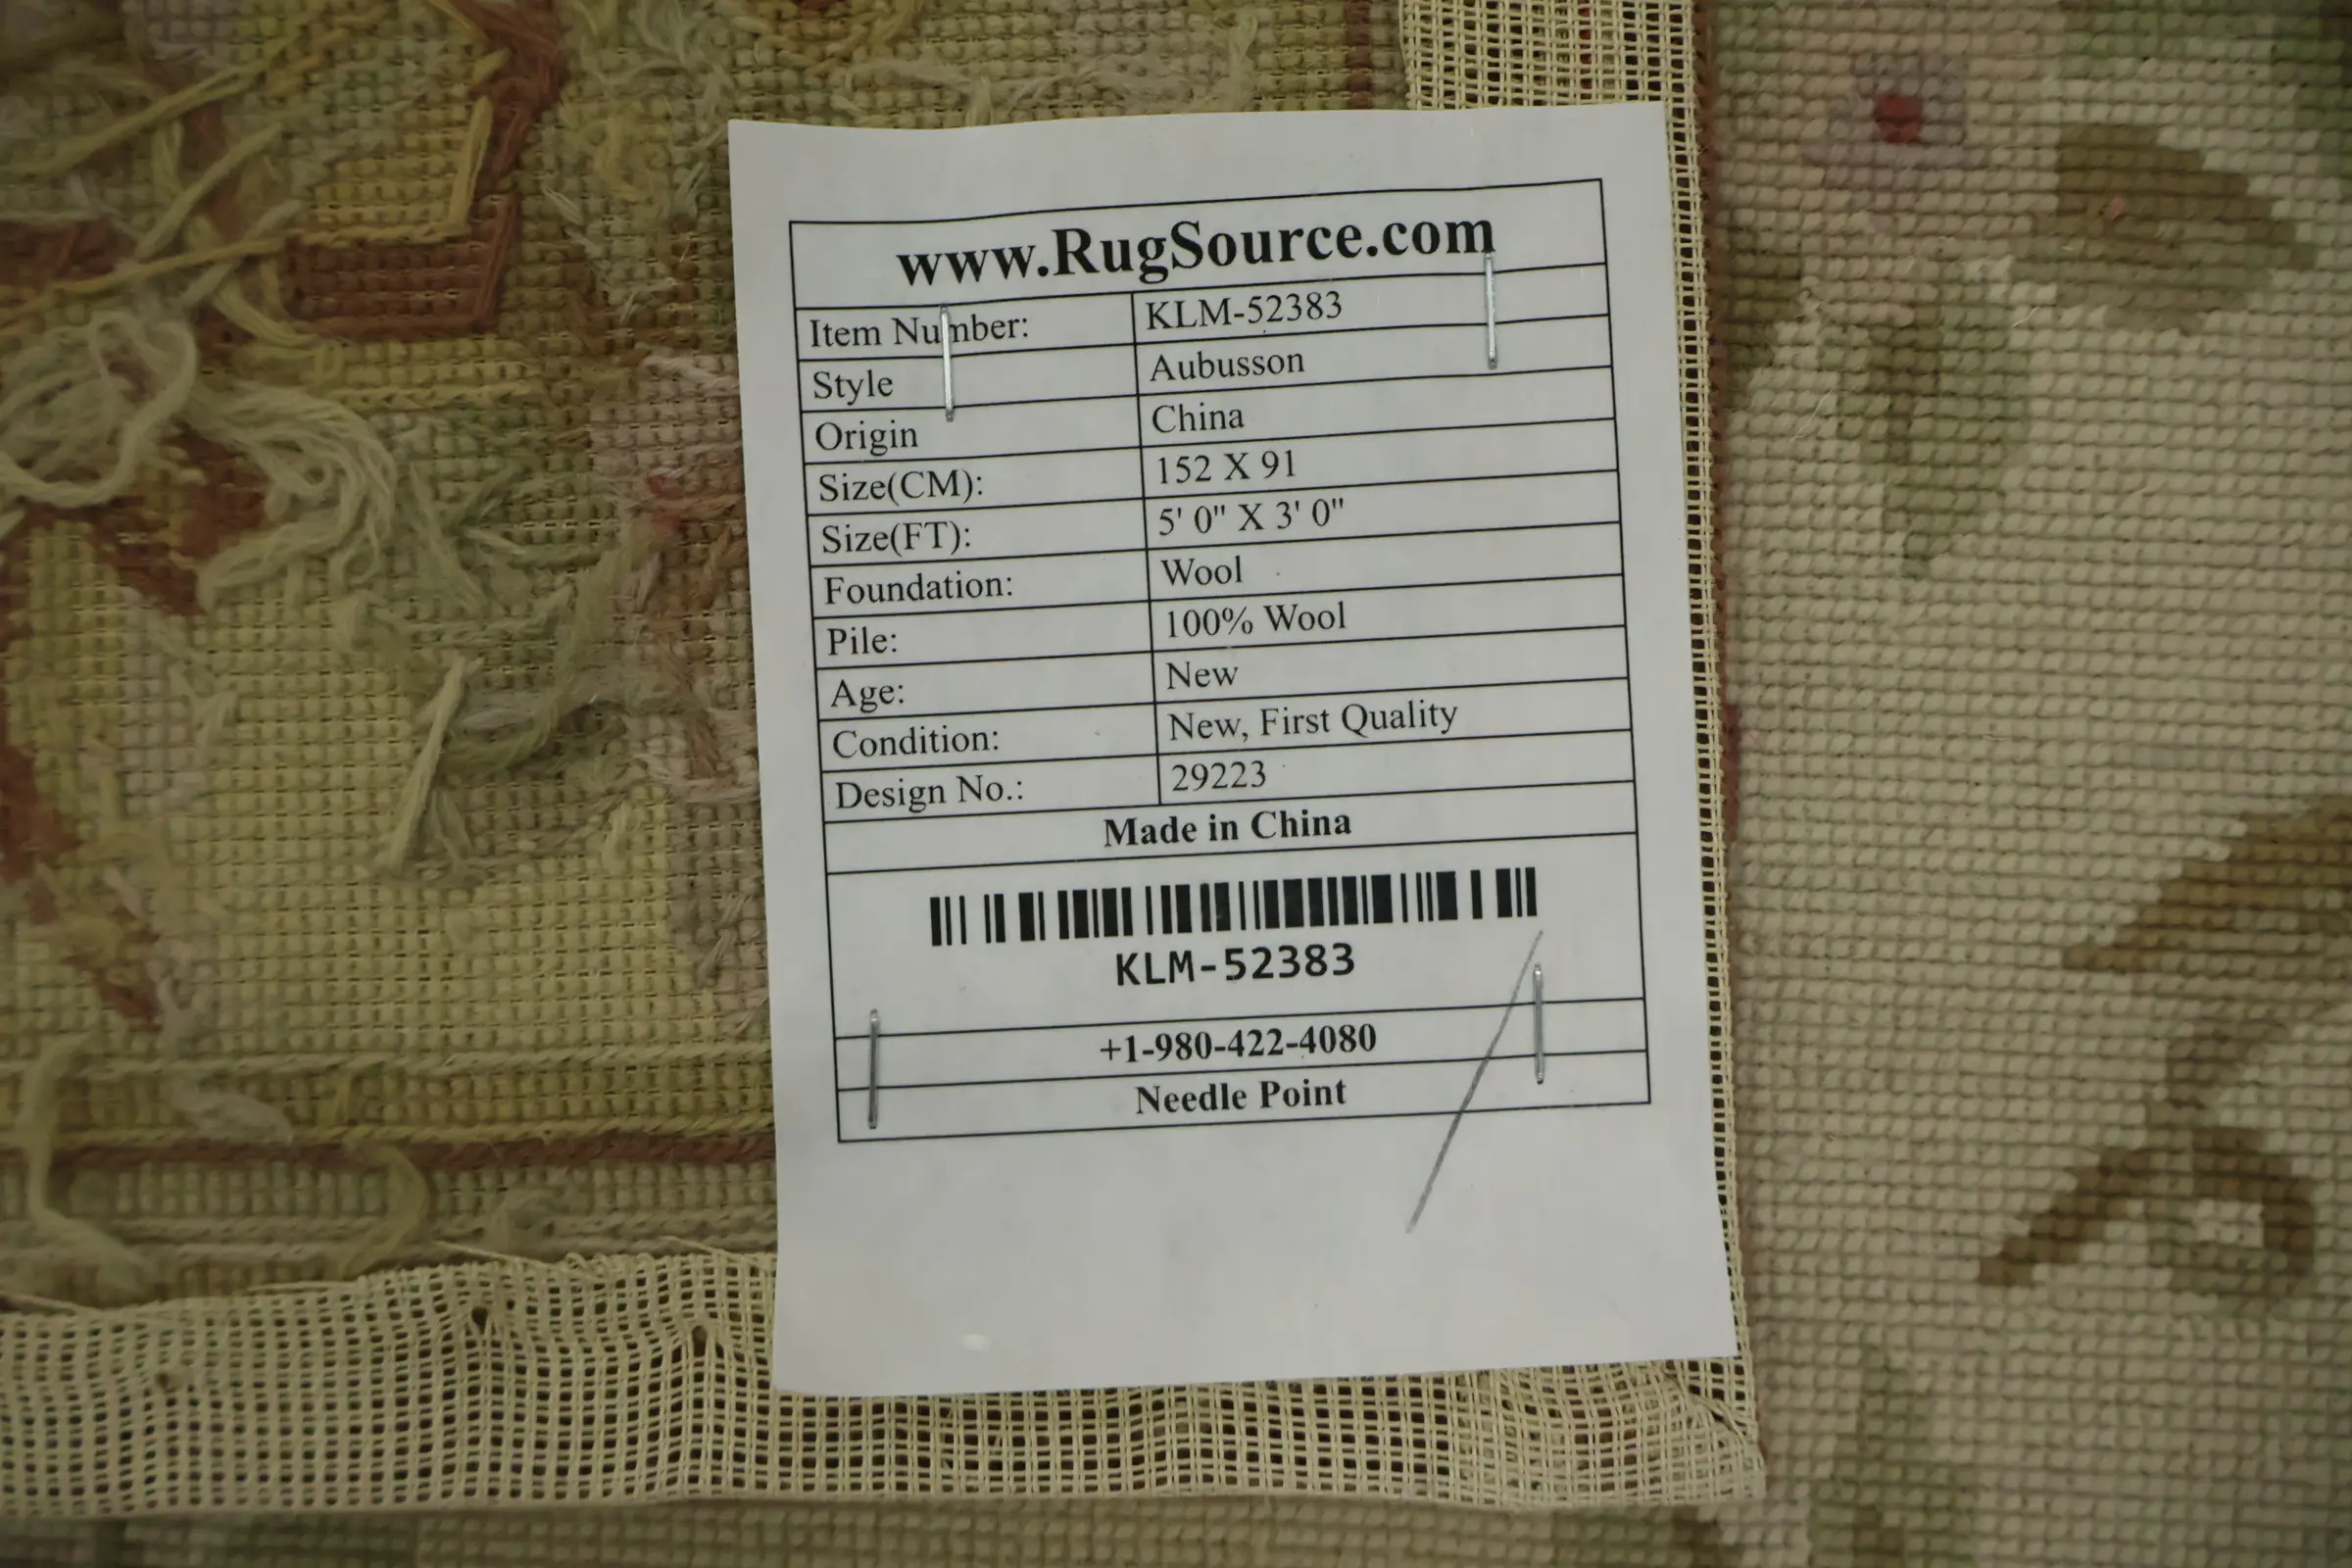 www.RugSource.com
Item Number: KLM-52383
Style Aubusson
Origin China
Size(CM): 152 X 91
Size(FT): 5' 0" X 3' 0"
Foundation: Wool
Pile: 100% Wool
Age: New
Condition: New, First Quality
Design No.: 29223
Made in China
KLM-52383
+1-980-422-4080
Needle Point